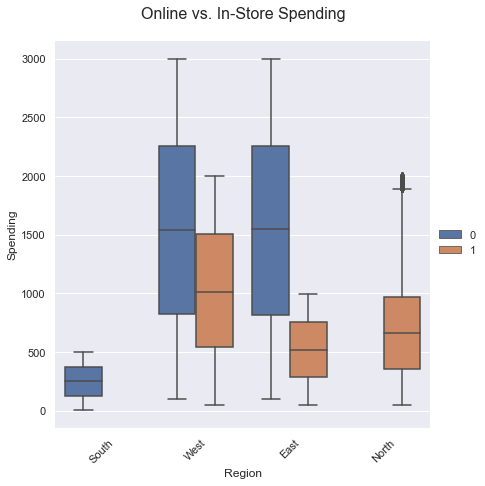 Online vs. In-Store Spending
3000
2500
2000
1500
1000
500
0
Spending
South
West
East
North
Region
0
1